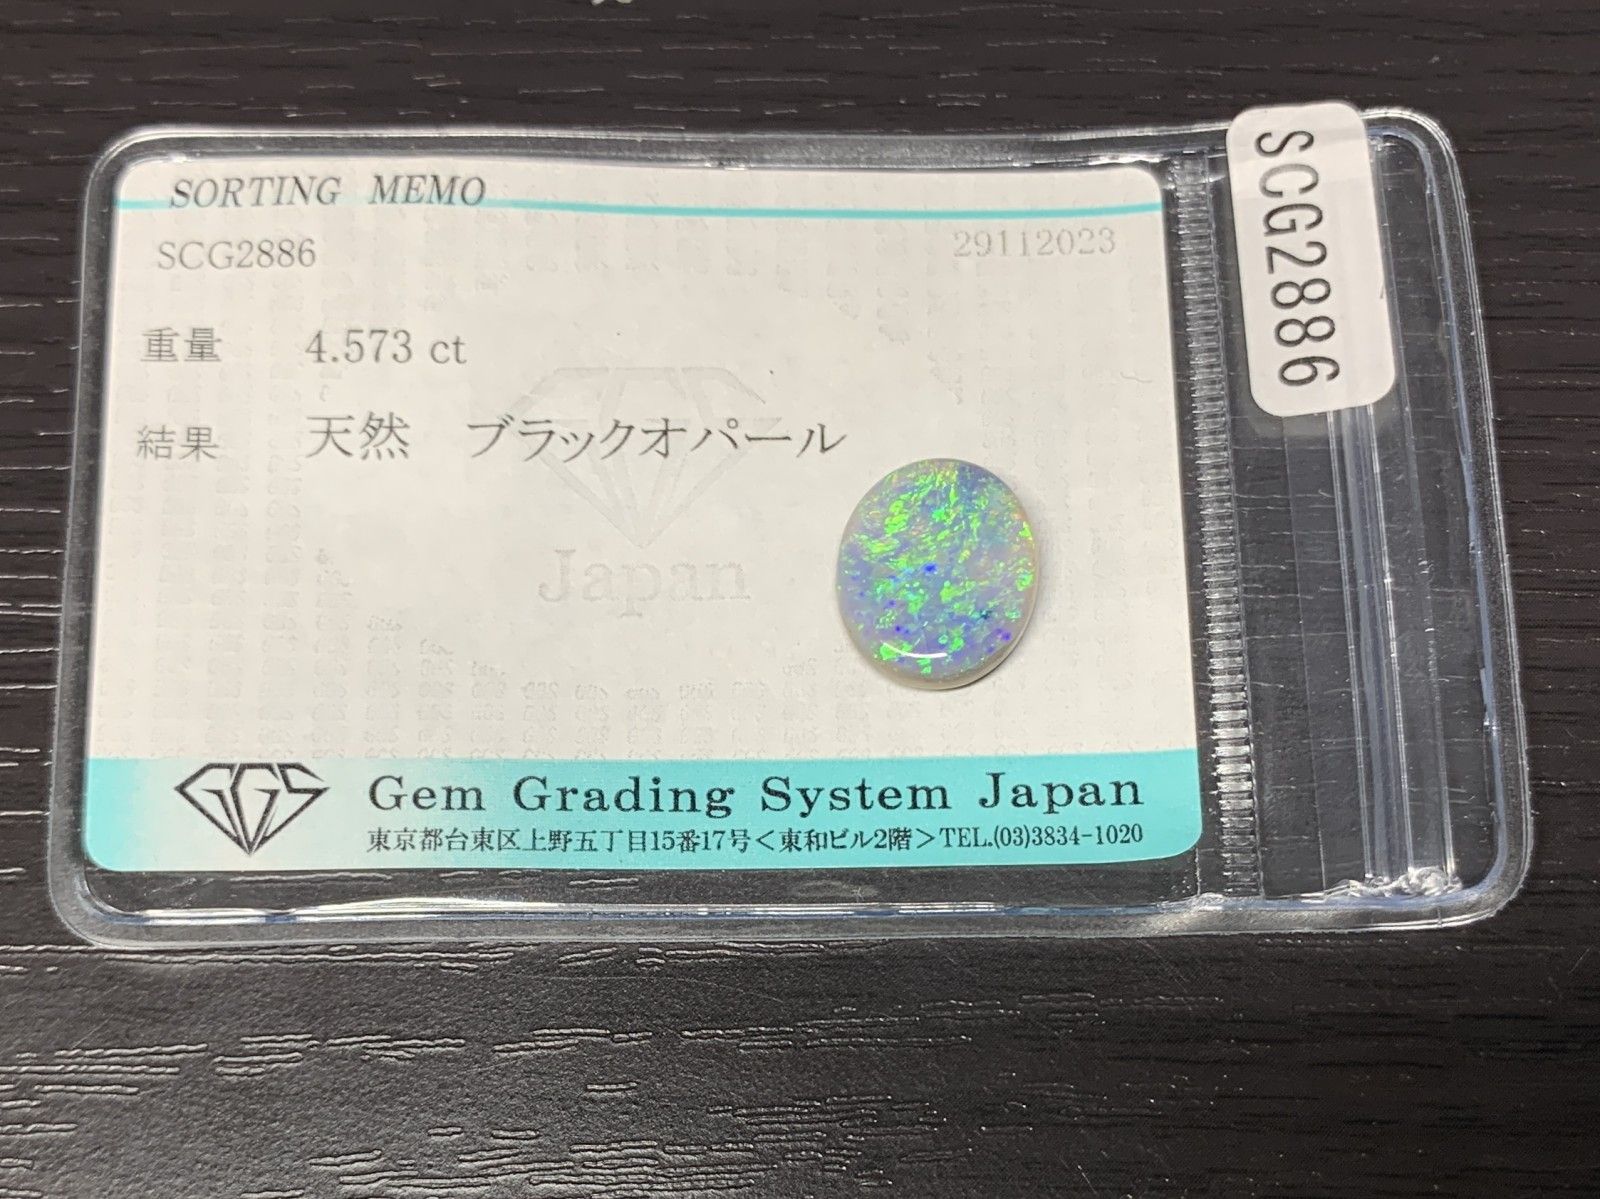 SORTING MEMO
SCG2886
29112023
重量 4.573 ct
結果 天然 ブラックオパール
Japan
GGS
Gem Grading System Japan
東京都台東区上野五丁目15番17号<東和ビル2階>TEL.(03)3834-1020
SCG2886